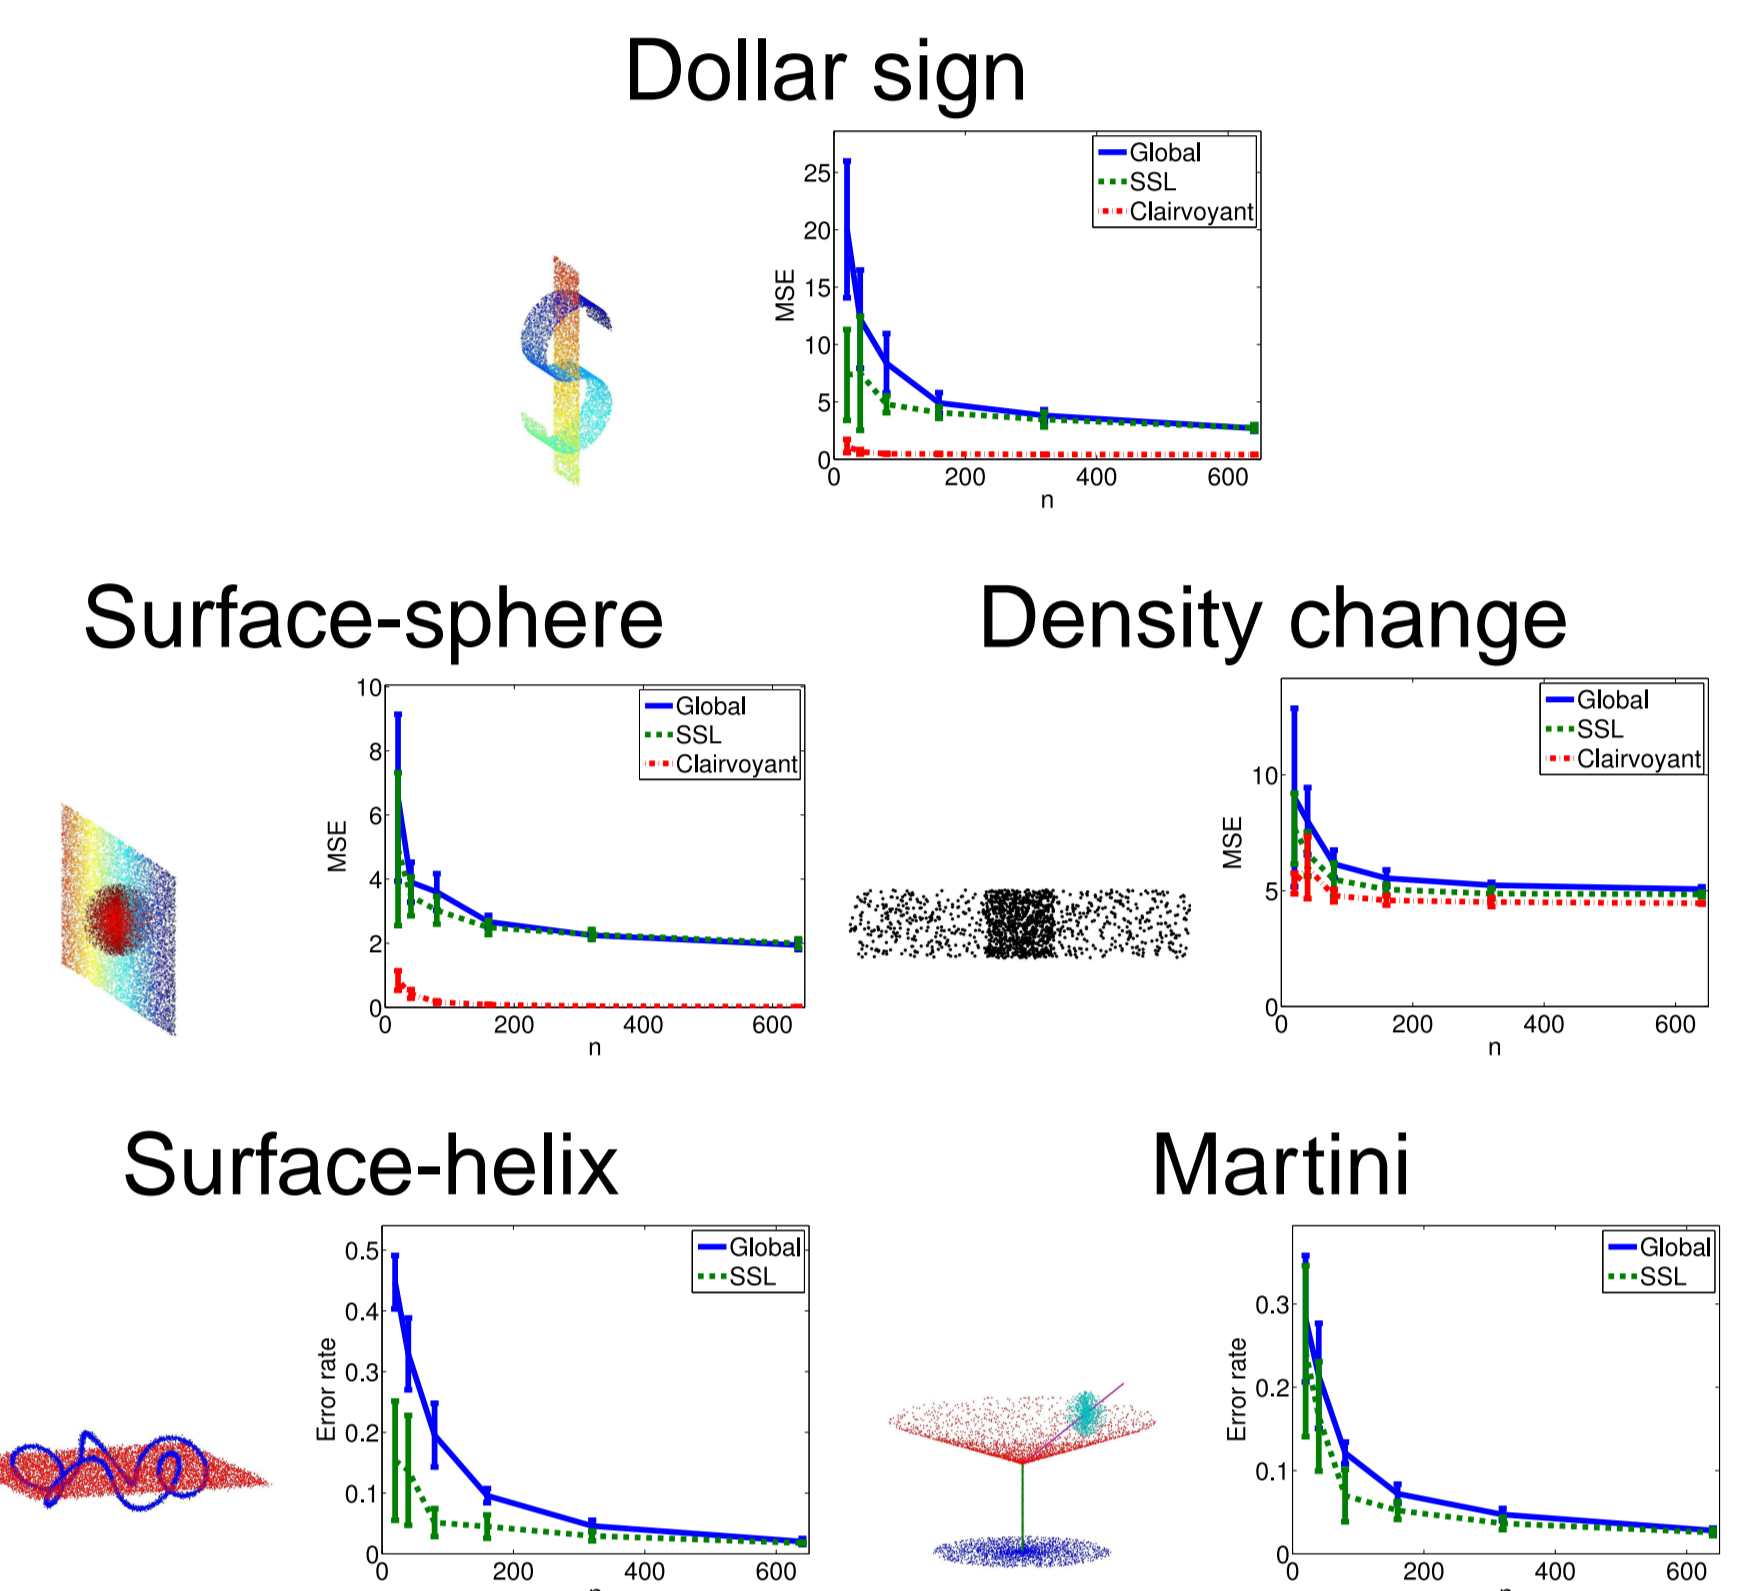 Dollar sign
Global
SSL
Clairvoyant
25
20
15
10
5
0
MSE
0 200 400 600
n
Surface-sphere
Global
SSL
Clairvoyant
10
8
6
4
2
0
MSE
0 200 400 600
n
Density change
Global
SSL
Clairvoyant
10
5
0
MSE
0 200 400 600
n
Surface-helix
Global
SSL
0.5
0.4
0.3
0.2
0.1
0
Error rate
0 200 400 600
Martini
Global
SSL
0.3
0.2
0.1
0
Error rate
0 200 400 600